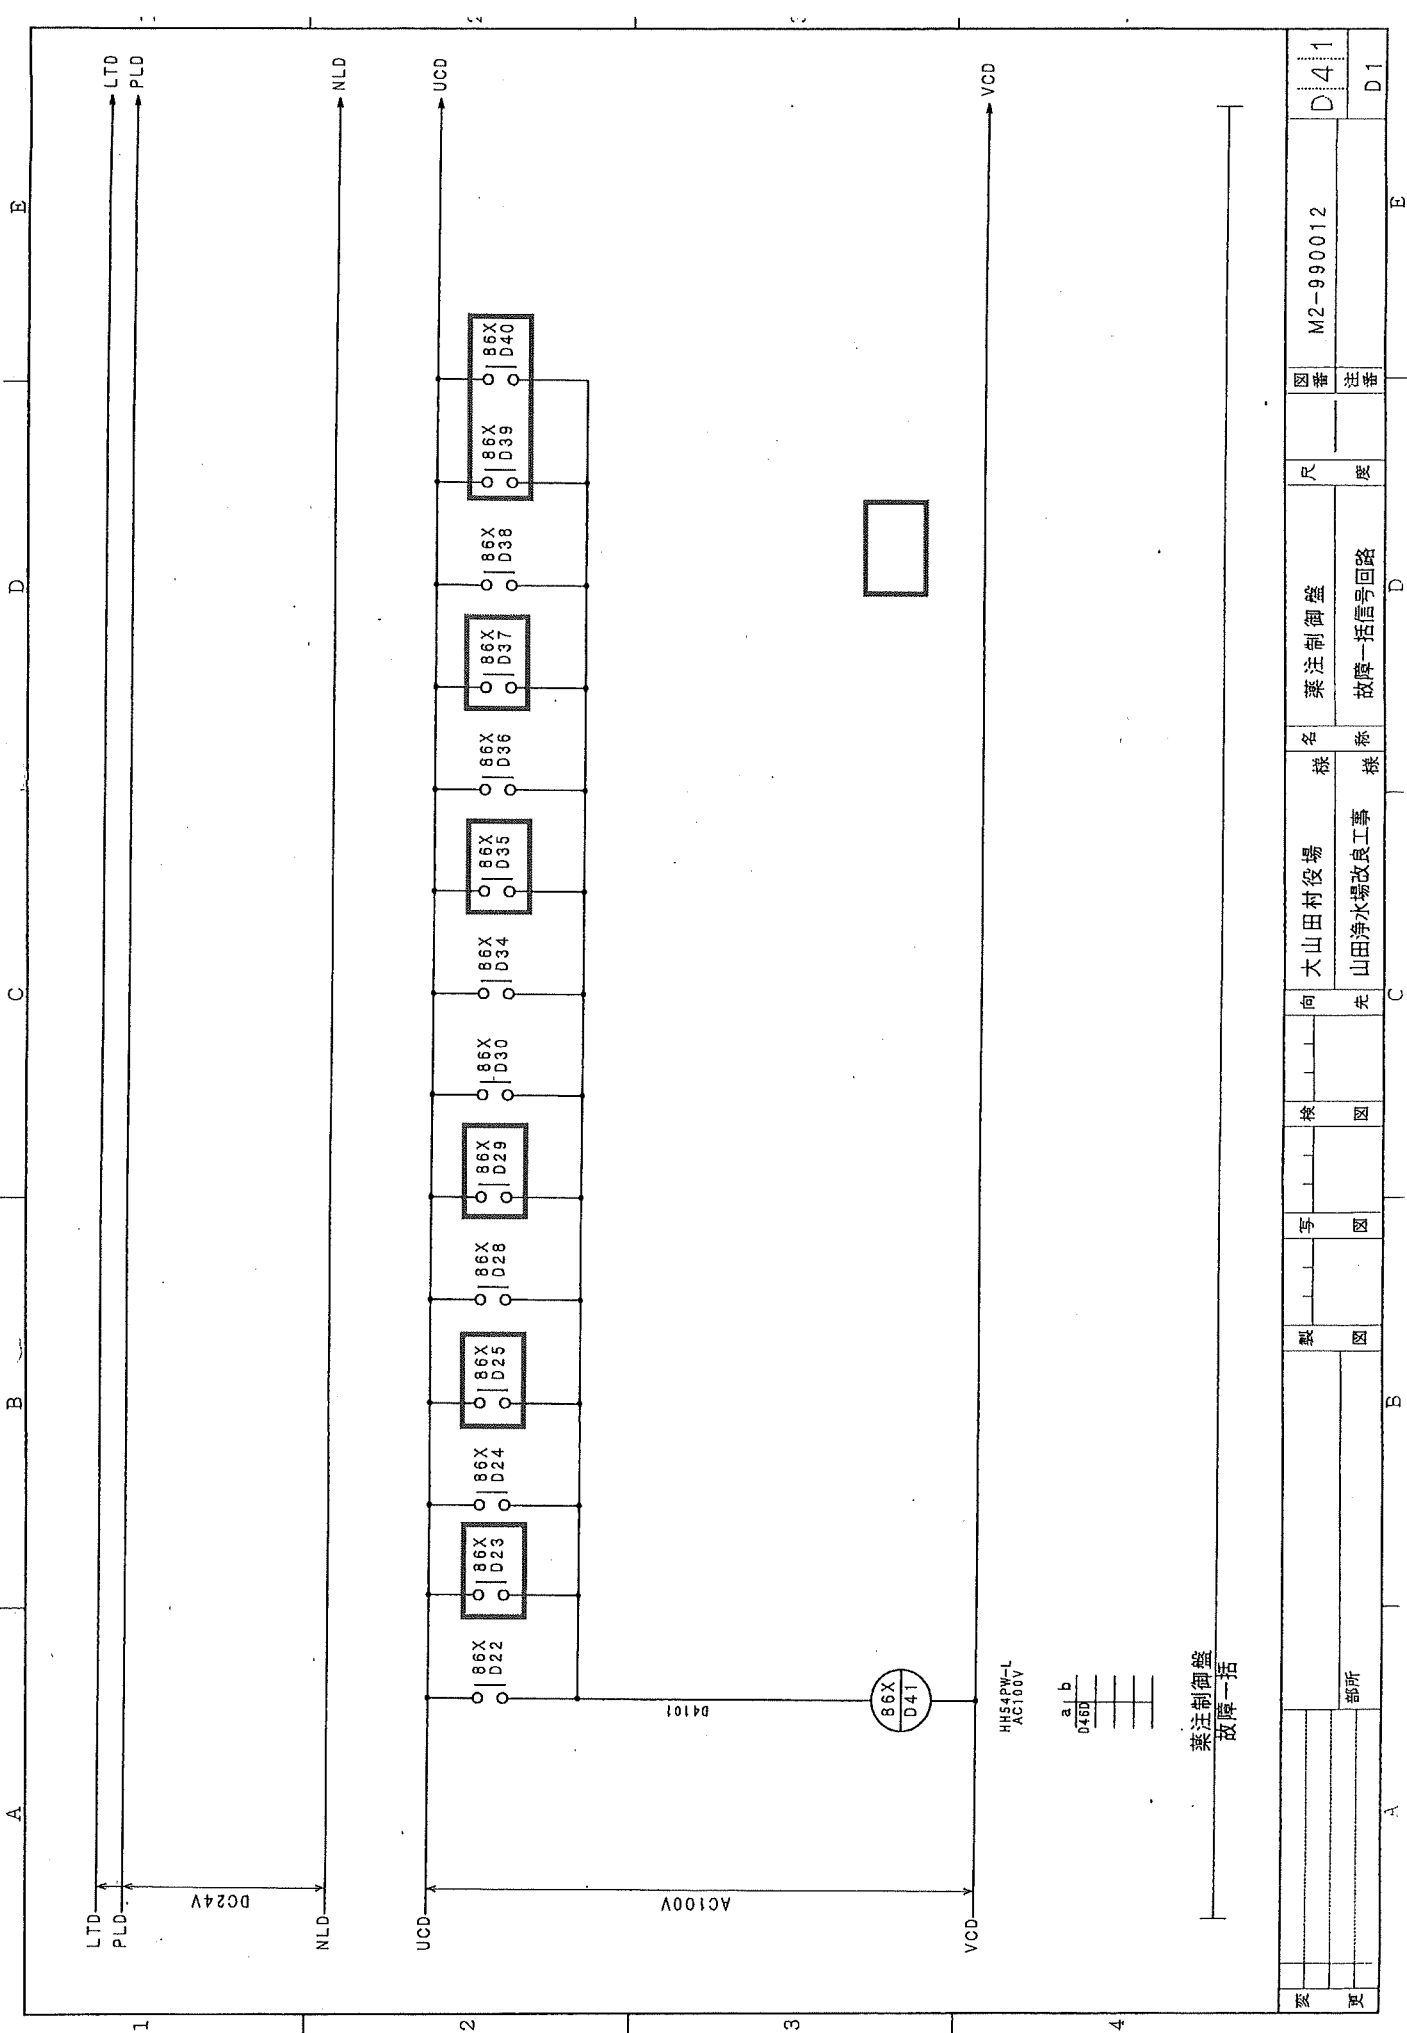 A
B
C
D
E
1
2
3
4
LTD
PLD
DC24V
NLD
UCD
AC100V
VCD
LTD
PLD
NLD
UCD
VCD
86X
D22
86X
D23
86X
D24
86X
D25
86X
D28
86X
D29
86X
D30
86X
D34
86X
D35
86X
D36
86X
D37
86X
D38
86X
D39
86X
D40
D4101
86X
D41
HH54PW-L
AC100V
a b
D46D
薬注制御盤
故障一括
変更
部所
製図
写図
検図
向先
大山田村役場 様
山田浄水場改良工事 様
名称
薬注制御盤
故障一括信号回路
尺度
図番
M2-990012
注番
D41
D1
A
B
C
D
E